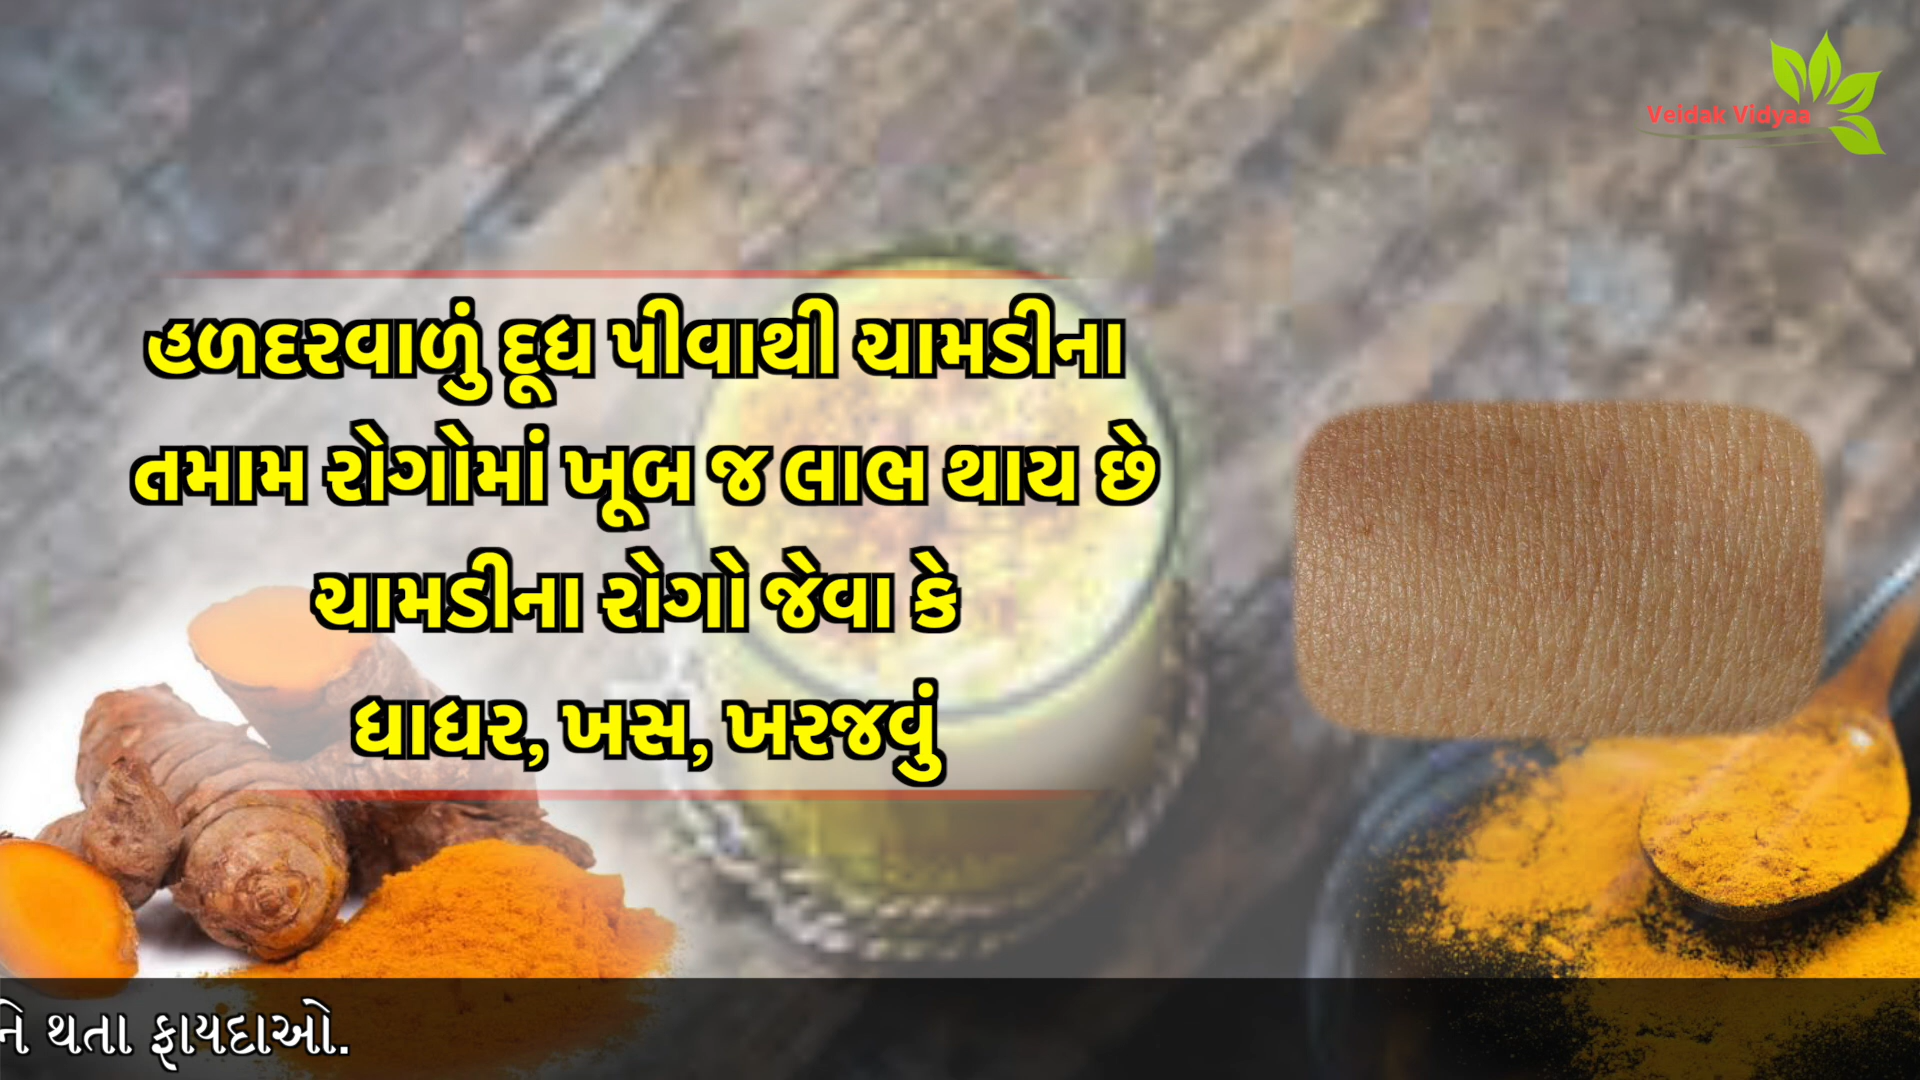 Veidak Vidyaa
હળદરવાળું દૂધ પીવાથી ચામડીના
તમામ રોગોમાં ખૂબ જ લાભ થાય છે
ચામડીના રોગો જેવા કે
ધાધર, ખસ, ખરજવું
થતા ફાયદાઓ.